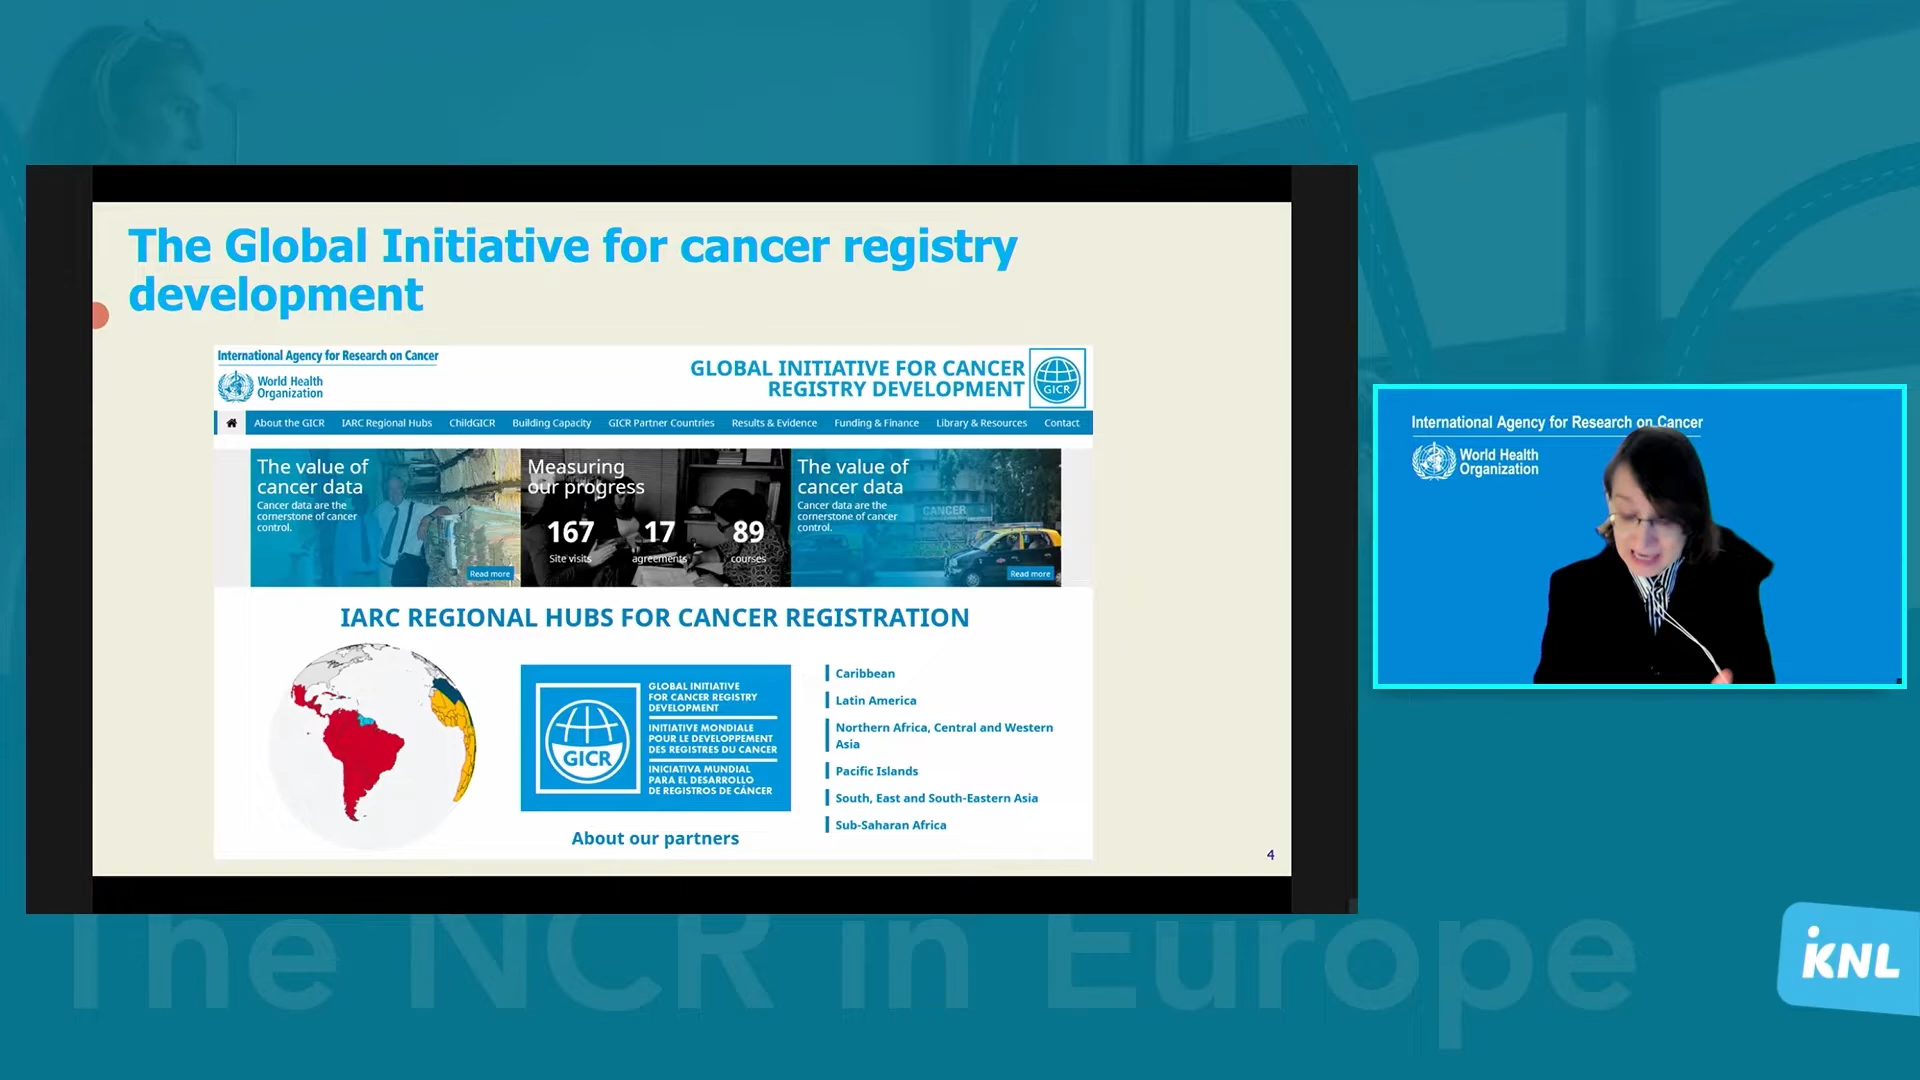 The Global Initiative for cancer registry
development
International Agency for Research on Cancer
World Health
Organization
GLOBAL INITIATIVE FOR CANCER
REGISTRY DEVELOPMENT
GICR
About the GICR IARC Regional Hubs ChildGICR Building Capacity GICR Partner Countries Results & Evidence Funding & Finance Library & Resources Contact
The value of
cancer data
Cancer data are the
cornerstone of cancer
control.
Read more
Measuring
our progress
167 17 89
Site visits agreements courses
The value of
cancer data
Cancer data are the
cornerstone of cancer
control.
CANCER
Read more
IARC REGIONAL HUBS FOR CANCER REGISTRATION
GICR
GLOBAL INITIATIVE
FOR CANCER REGISTRY
DEVELOPMENT
INITIATIVE MONDIALE
POUR LE DEVELOPPEMENT
DES REGISTRES DU CANCER
INICIATIVA MUNDIAL
PARA EL DESARROLLO
DE REGISTROS DE CÁNCER
About our partners
Caribbean
Latin America
Northern Africa, Central and Western
Asia
Pacific Islands
South, East and South-Eastern Asia
Sub-Saharan Africa
4
International Agency for Research on Cancer
World Health
Organization
The NCR in Europe
iKNL